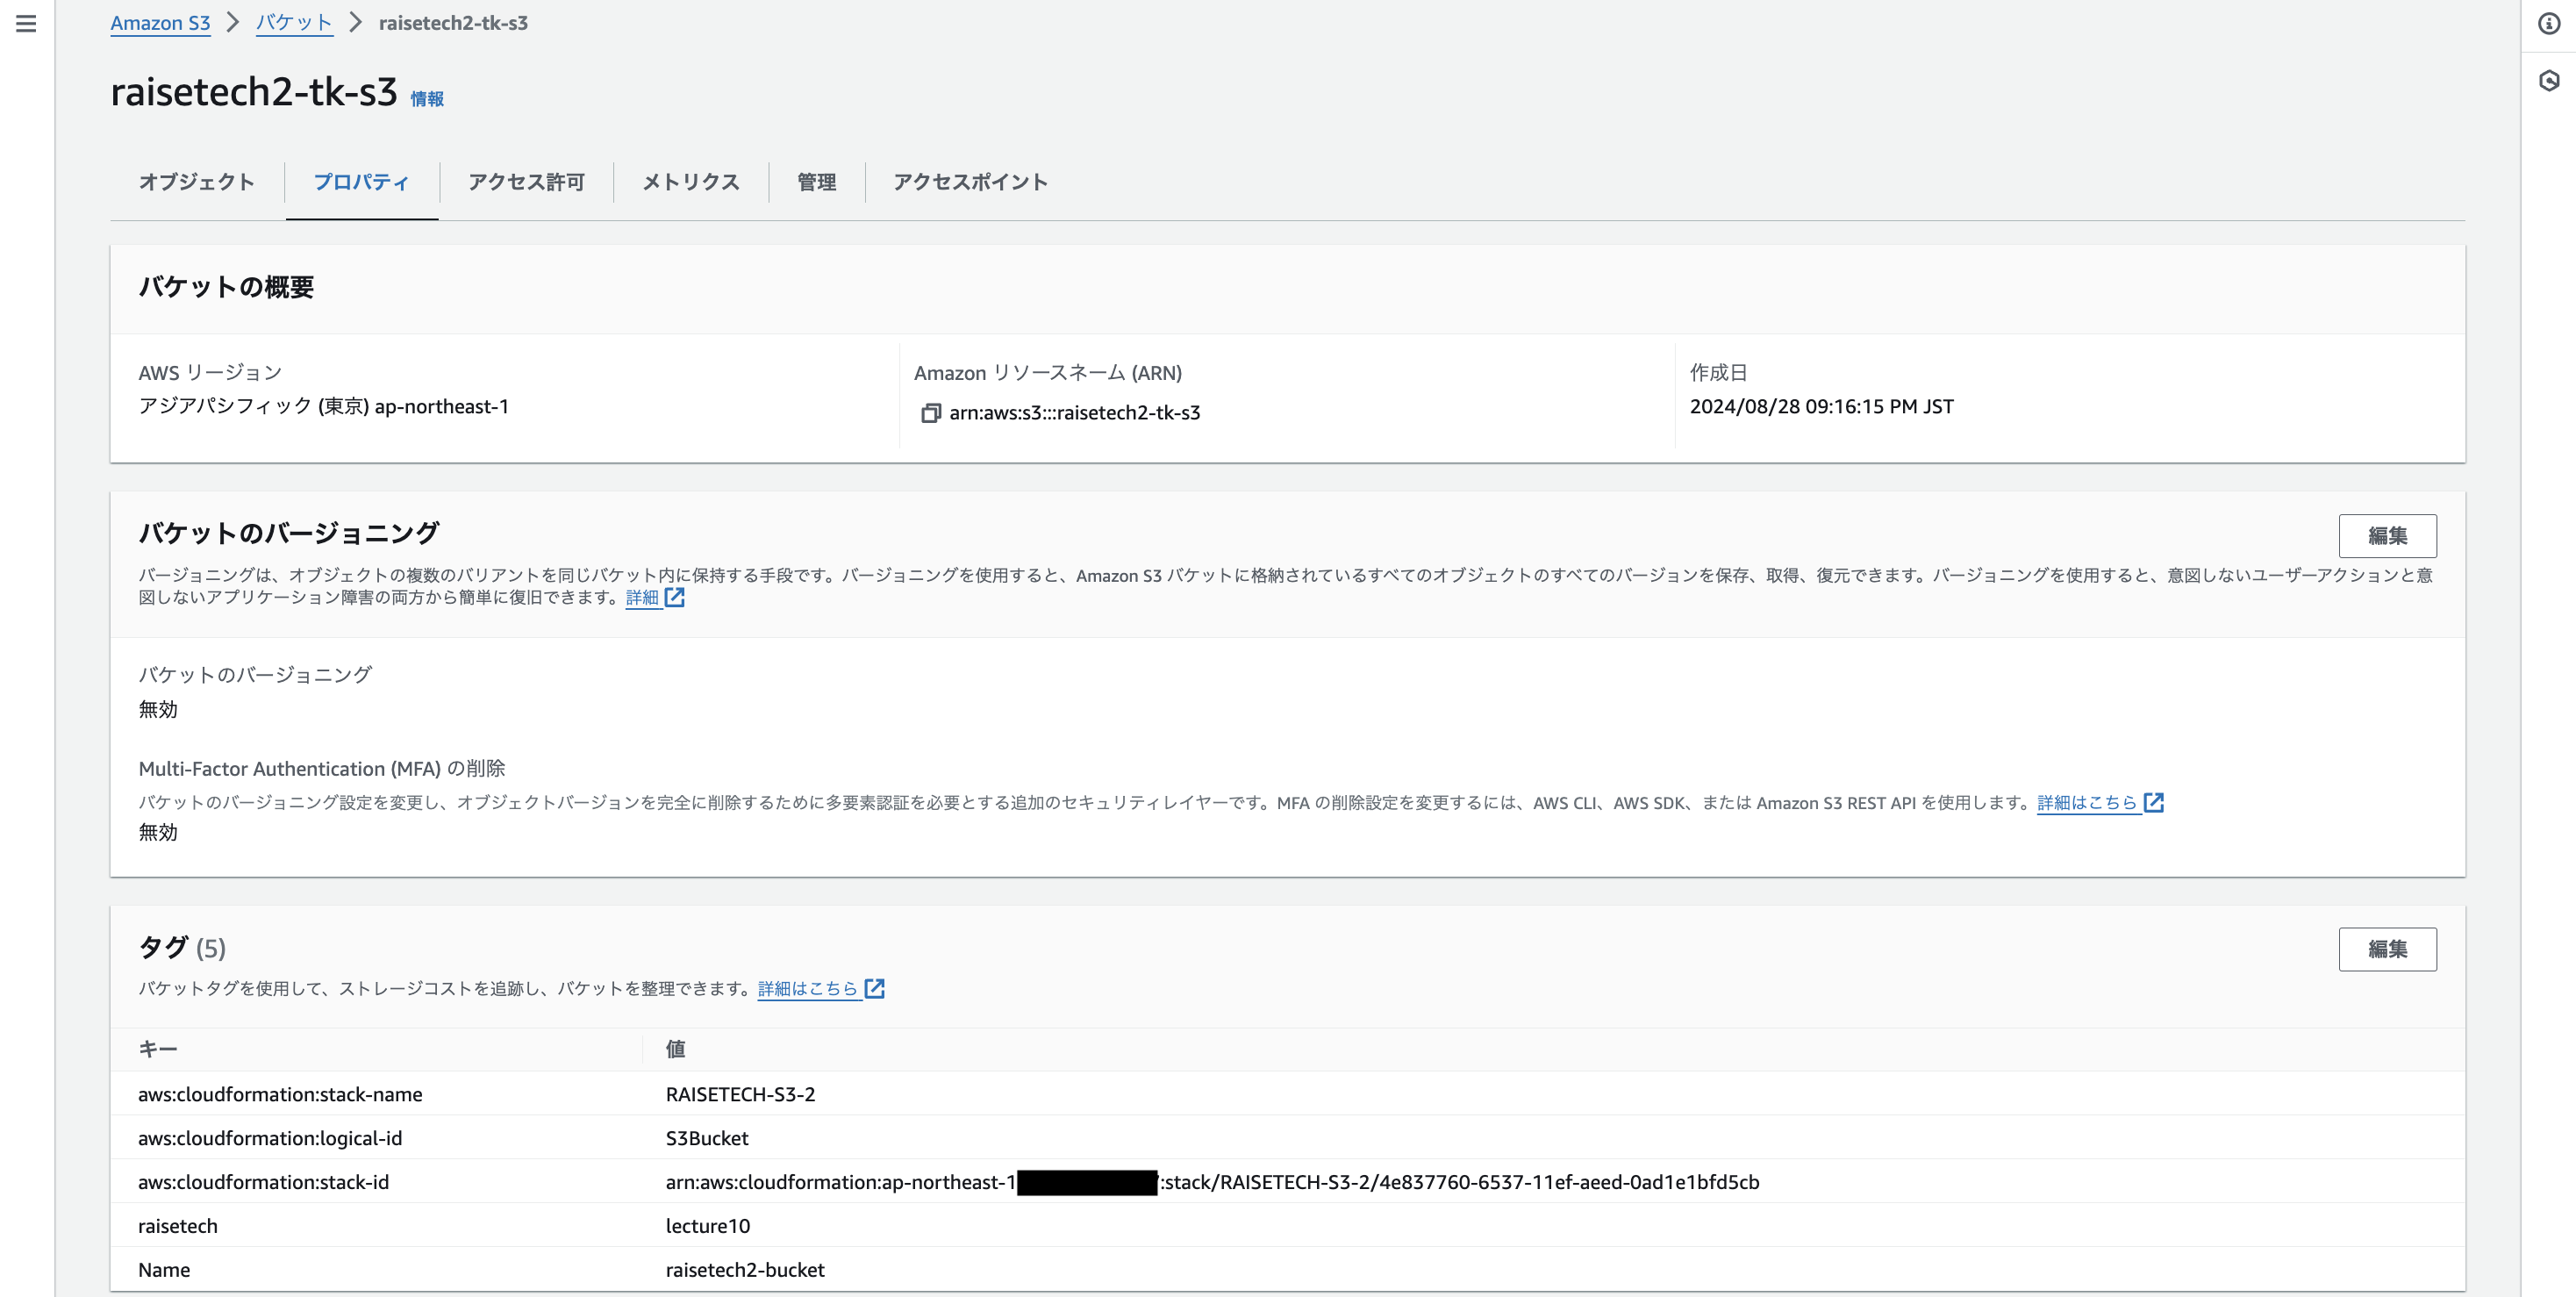 Amazon S3 > バケット > raisetech2-tk-s3
raisetech2-tk-s3 情報
オブジェクト プロパティ アクセス許可 メトリクス 管理 アクセスポイント
バケットの概要
AWS リージョン
アジアパシフィック (東京) ap-northeast-1
Amazon リソースネーム (ARN)
arn:aws:s3:::raisetech2-tk-s3
作成日
2024/08/28 09:16:15 PM JST
バケットのバージョニング
編集
バージョニングは、オブジェクトの複数のバリアントを同じバケット内に保持する手段です。バージョニングを使用すると、Amazon S3 バケットに格納されているすべてのオブジェクトのすべてのバージョンを保存、取得、復元できます。バージョニングを使用すると、意図しないユーザーアクションと意
図しないアプリケーション障害の両方から簡単に復旧できます。詳細
バケットのバージョニング
無効
Multi-Factor Authentication (MFA) の削除
バケットのバージョニング設定を変更し、オブジェクトバージョンを完全に削除するために多要素認証を必要とする追加のセキュリティレイヤーです。MFA の削除設定を変更するには、AWS CLI、AWS SDK、または Amazon S3 REST API を使用します。詳細はこちら
無効
タグ (5)
編集
バケットタグを使用して、ストレージコストを追跡し、バケットを整理できます。詳細はこちら
キー 値
aws:cloudformation:stack-name RAISETECH-S3-2
aws:cloudformation:logical-id S3Bucket
aws:cloudformation:stack-id arn:aws:cloudformation:ap-northeast-1 :stack/RAISETECH-S3-2/4e837760-6537-11ef-aeed-0ad1e1bfd5cb
raisetech lecture10
Name raisetech2-bucket